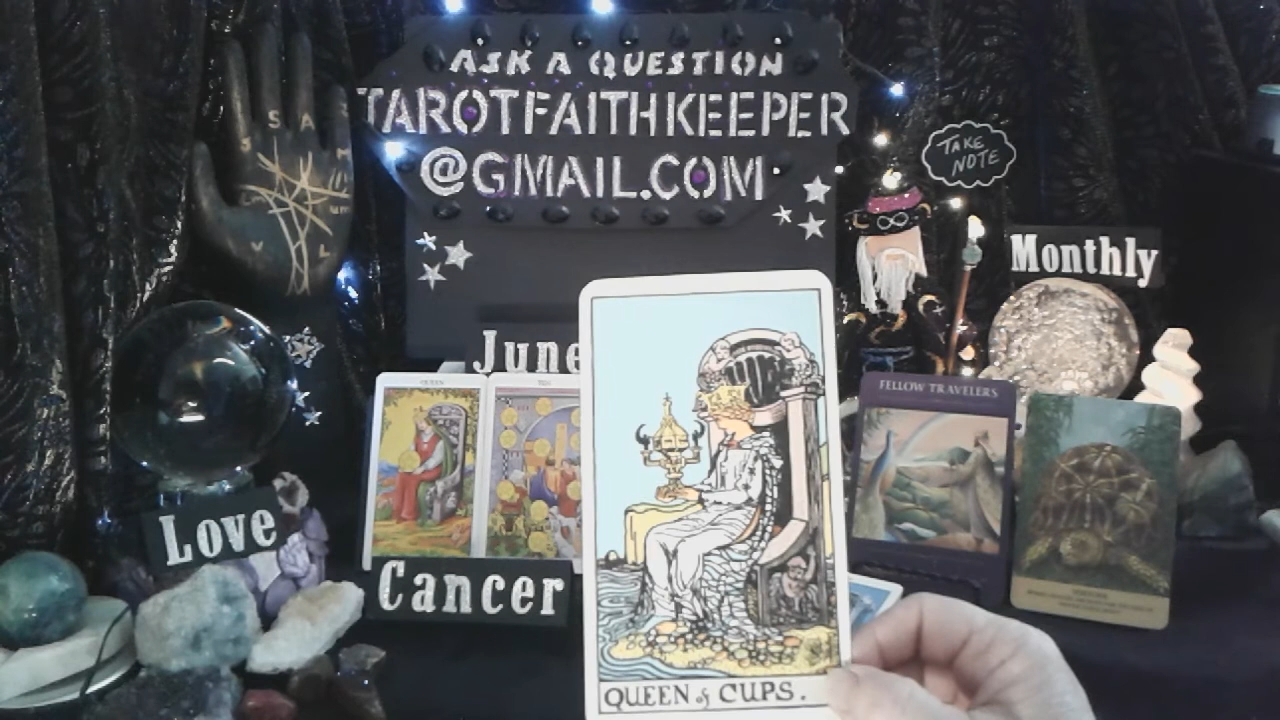 ASK A QUESTION
TAROTFAITHKEEPER
@GMAIL.COM
TAKE
NOTE
Monthly
June
QUEEN
TEN
FELLOW TRAVELERS
Love
Cancer
QUEEN of CUPS.